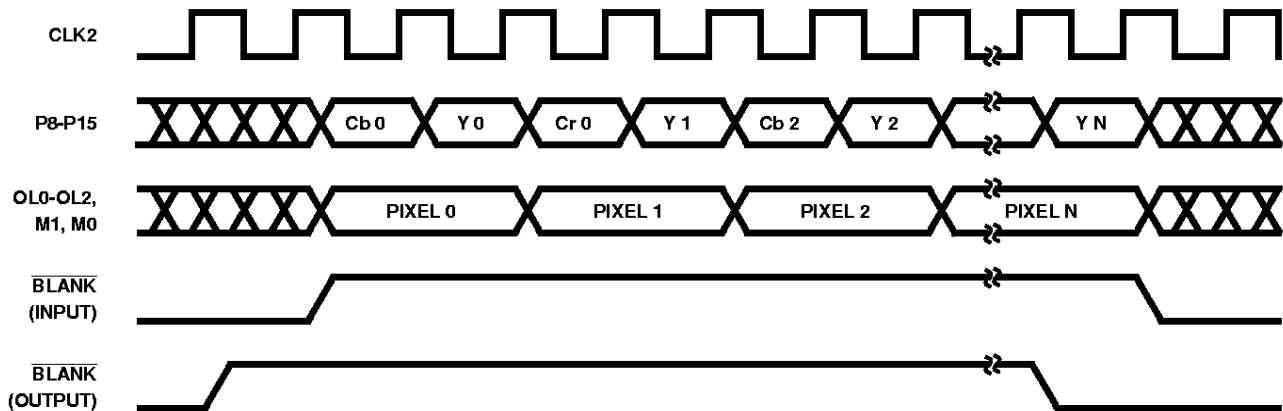 CLK2
P8-P15
Cb 0 Y 0 Cr 0 Y 1 Cb 2 Y 2 Y N
OL0-OL2,
M1, M0
PIXEL 0 PIXEL 1 PIXEL 2 PIXEL N
BLANK
(INPUT)
BLANK
(OUTPUT)